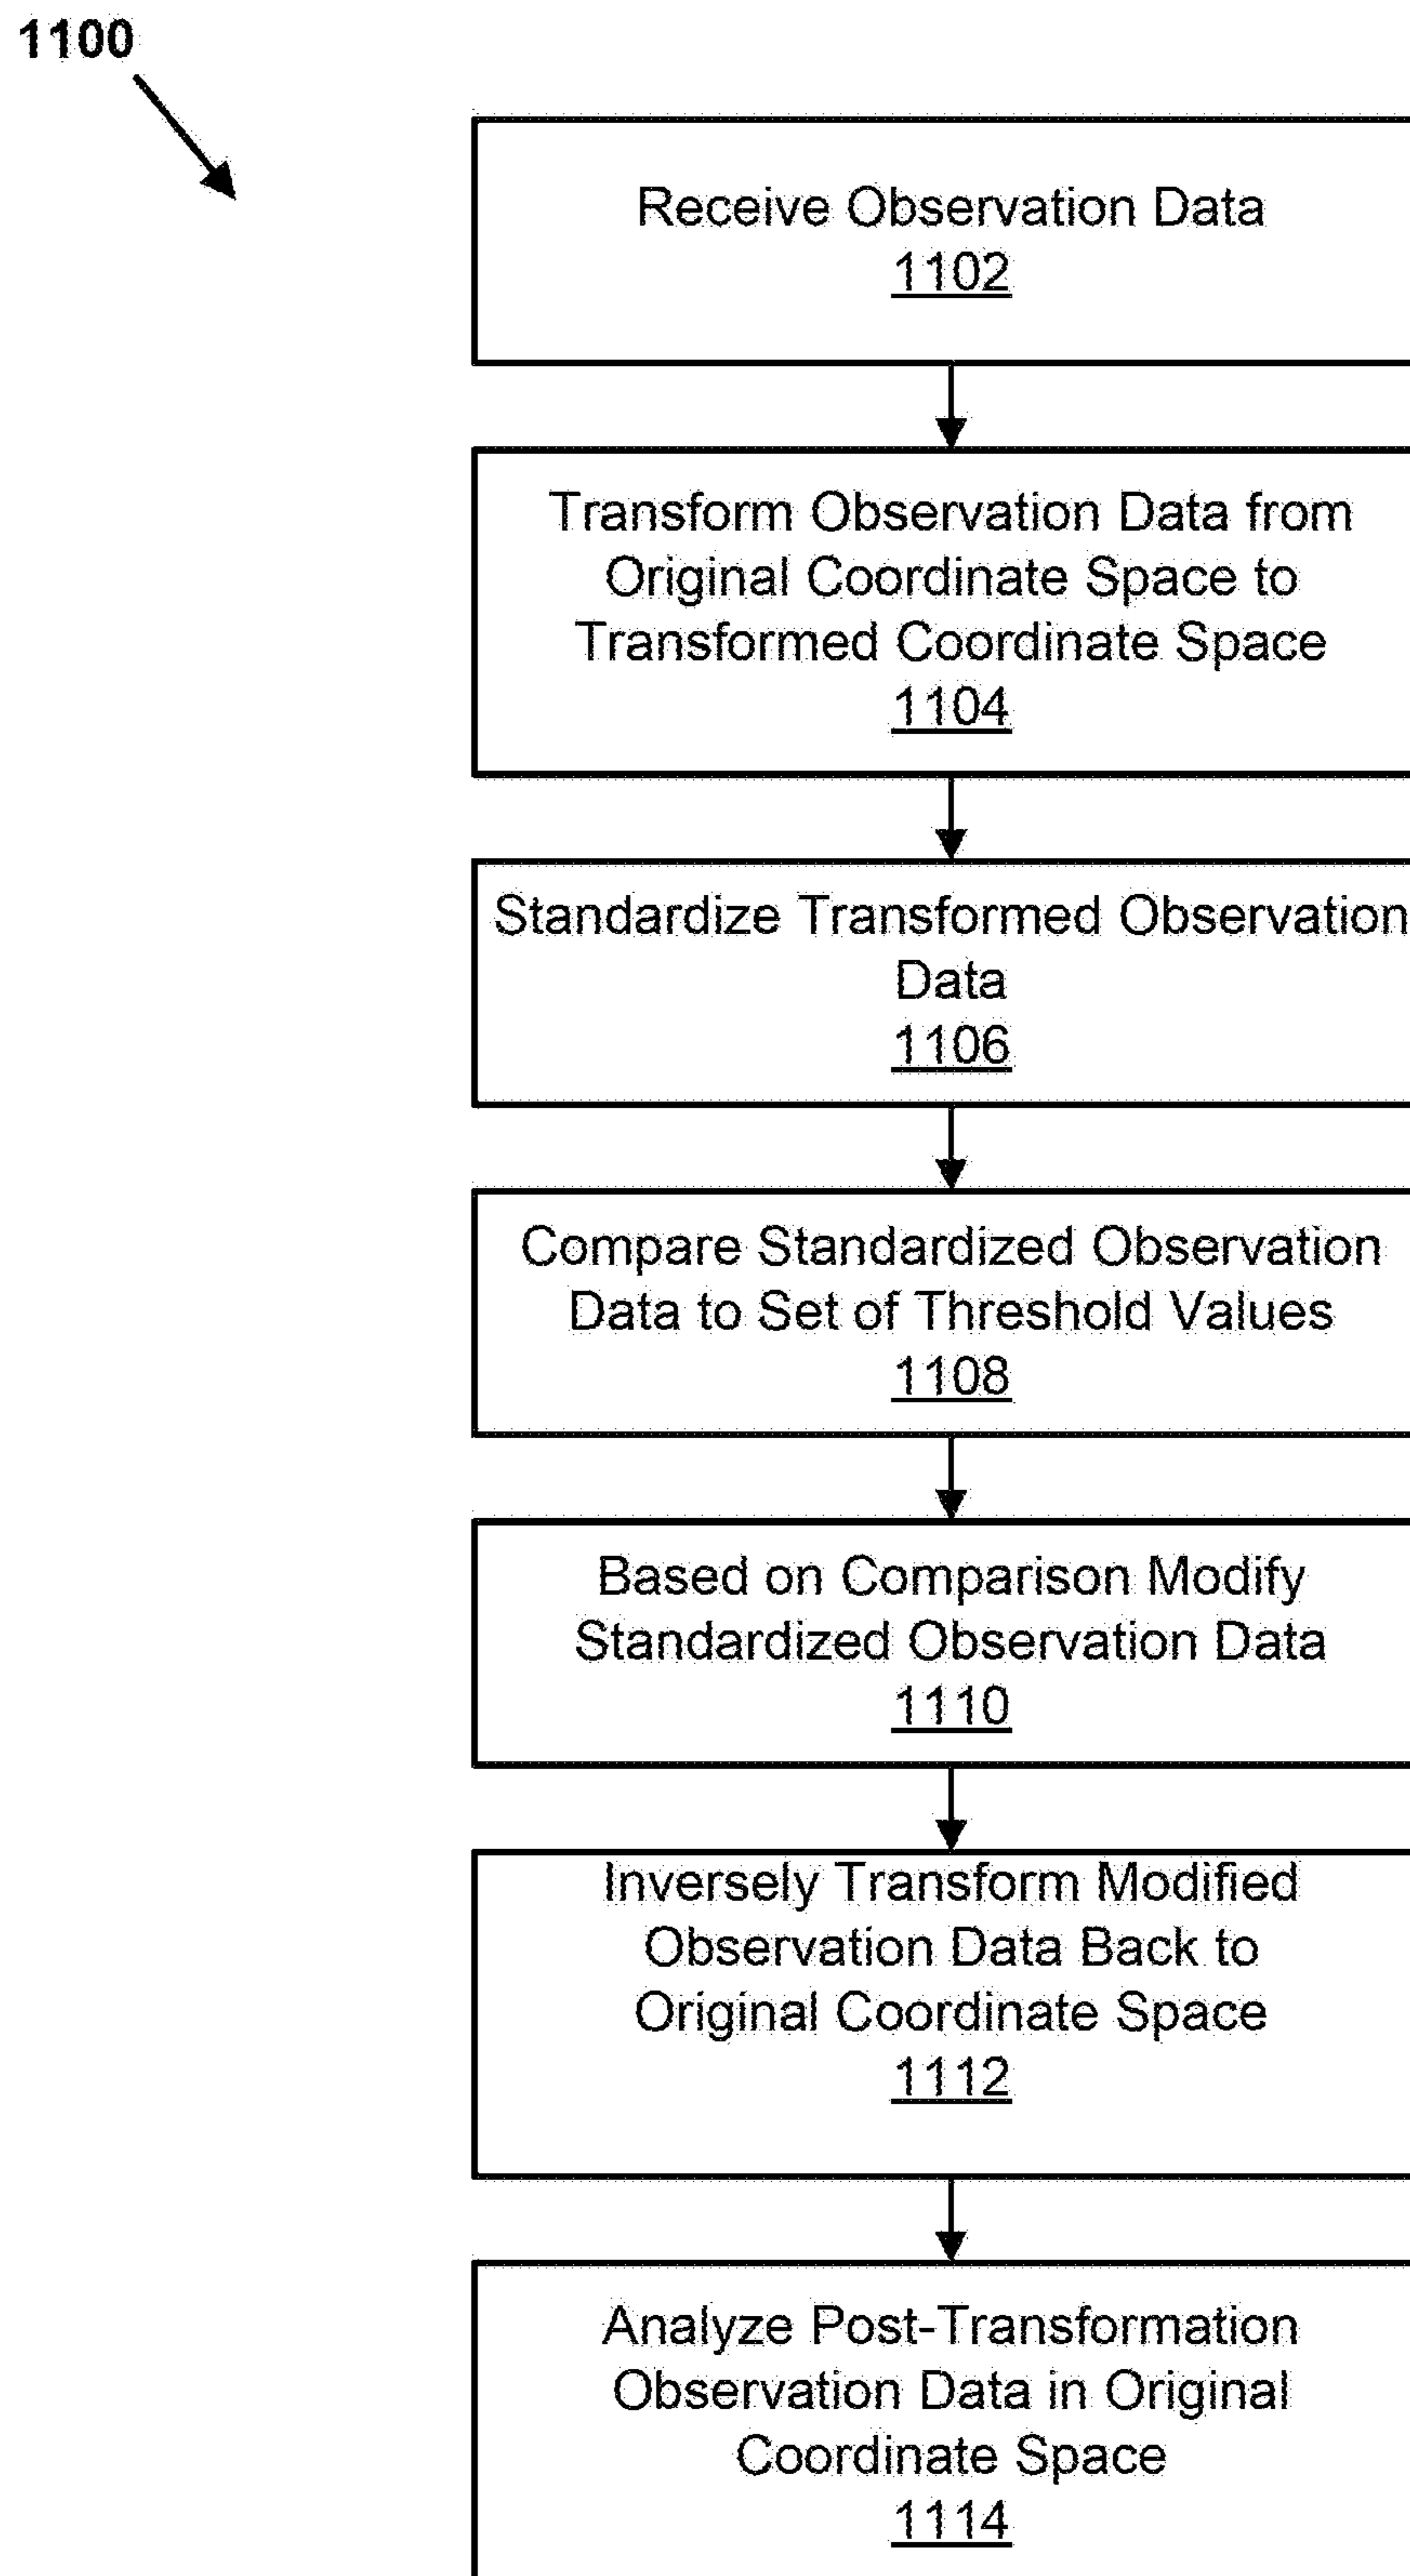 1100
Receive Observation Data
1102
Transform Observation Data from
Original Coordinate Space to
Transformed Coordinate Space
1104
Standardize Transformed Observation
Data
1106
Compare Standardized Observation
Data to Set of Threshold Values
1108
Based on Comparison Modify
Standardized Observation Data
1110
Inversely Transform Modified
Observation Data Back to
Original Coordinate Space
1112
Analyze Post-Transformation
Observation Data in Original
Coordinate Space
1114